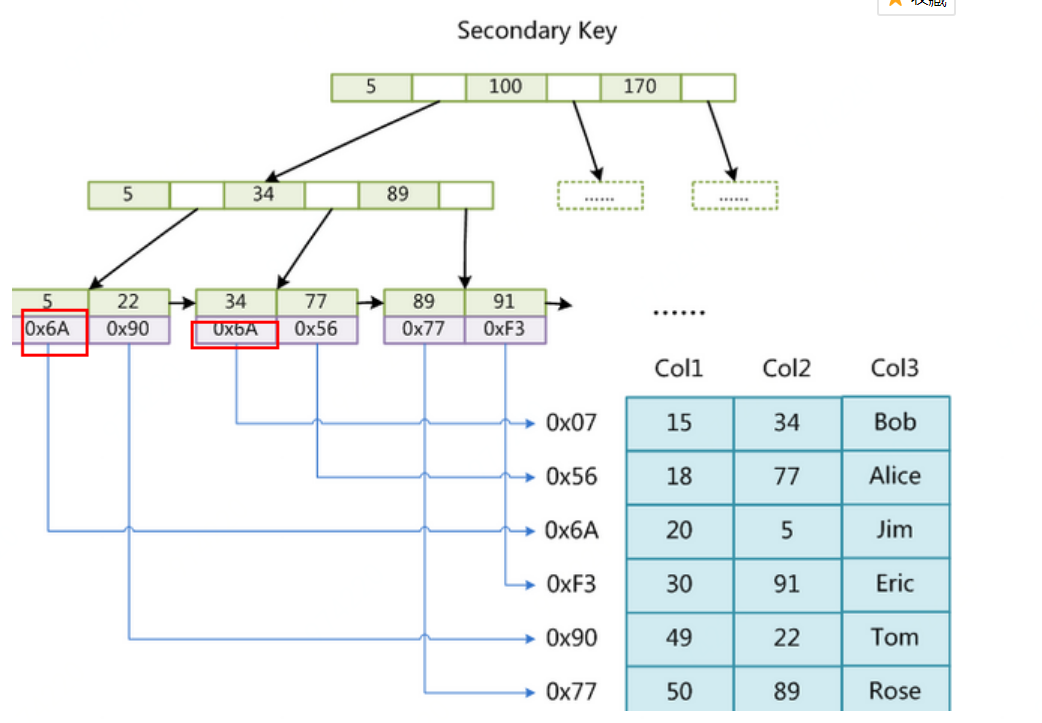 收藏
Secondary Key
5 100 170
5 34 89 ...... ......
5 22 34 77 89 91
0x6A 0x90 0x6A 0x56 0x77 0xF3
......
Col1 Col2 Col3
0x07 15 34 Bob
0x56 18 77 Alice
0x6A 20 5 Jim
0xF3 30 91 Eric
0x90 49 22 Tom
0x77 50 89 Rose